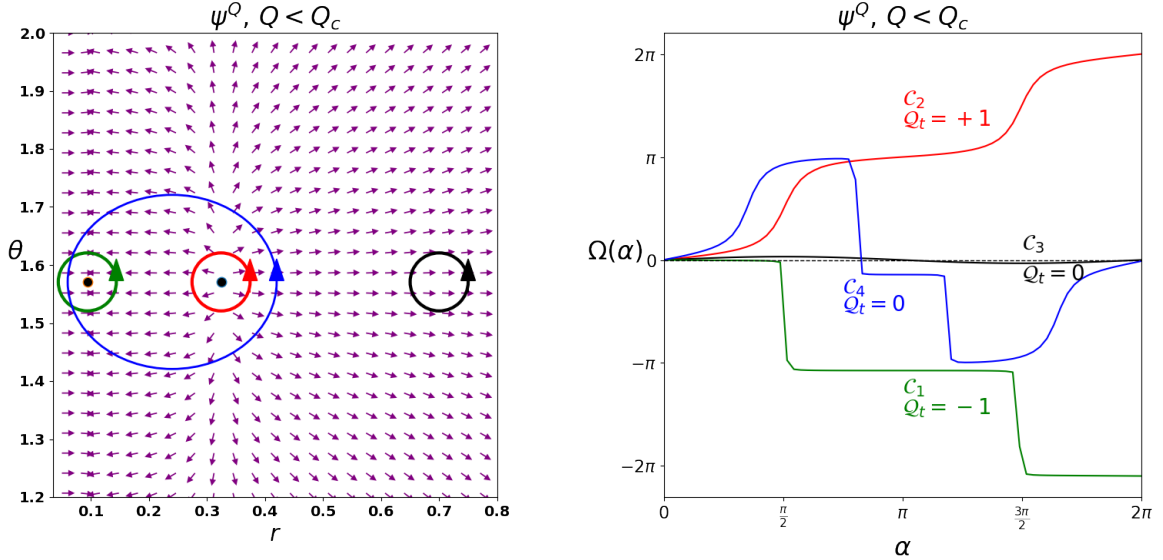 ψ^Q, Q < Q_c
2.0
1.9
1.8
1.7
1.6
1.5
1.4
1.3
1.2
θ
0.1 0.2 0.3 0.4 0.5 0.6 0.7 0.8
r
ψ^Q, Q < Q_c
2π
π
0
−π
−2π
Ω(α)
C_2
Q_t = +1
C_3
Q_t = 0
C_4
Q_t = 0
C_1
Q_t = −1
0 π/2 π 3π/2 2π
α